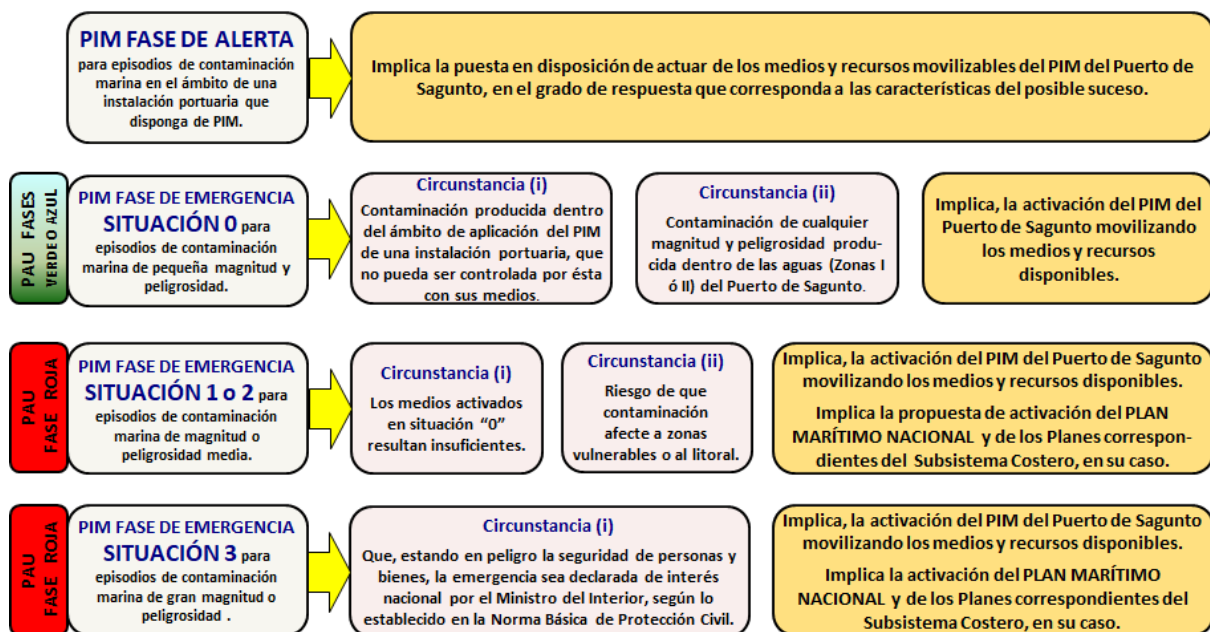 PIM FASE DE ALERTA
para episodios de contaminación
marina en el ámbito de una
instalación portuaria que
disponga de PIM.
Implica la puesta en disposición de actuar de los medios y recursos movilizables del PIM del Puerto de
Sagunto, en el grado de respuesta que corresponda a las características del posible suceso.
PAU FASES
VERDE O AZUL
PIM FASE DE EMERGENCIA
SITUACIÓN 0 para
episodios de contaminación
marina de pequeña magnitud y
peligrosidad.
Circunstancia (i)
Contaminación producida dentro
del ámbito de aplicación del PIM
de una instalación portuaria, que
no pueda ser controlada por ésta
con sus medios.
Circunstancia (ii)
Contaminación de cualquier
magnitud y peligrosidad produ-
cida dentro de las aguas (Zonas I
ó II) del Puerto de Sagunto.
Implica, la activación del PIM del
Puerto de Sagunto movilizando
los medios y recursos
disponibles.
PAU
FASE ROJA
PIM FASE DE EMERGENCIA
SITUACIÓN 1 o 2 para
episodios de contaminación
marina de magnitud o
peligrosidad media.
Circunstancia (i)
Los medios activados
en situación “0”
resultan insuficientes.
Circunstancia (ii)
Riesgo de que
contaminación
afecte a zonas
vulnerables o al litoral.
Implica, la activación del PIM del Puerto de Sagunto
movilizando los medios y recursos disponibles.
Implica la propuesta de activación del PLAN
MARÍTIMO NACIONAL y de los Planes correspon-
dientes del Subsistema Costero, en su caso.
PAU
FASE ROJA
PIM FASE DE EMERGENCIA
SITUACIÓN 3 para
episodios de contaminación
marina de gran magnitud o
peligrosidad .
Circunstancia (i)
Que, estando en peligro la seguridad de personas y
bienes, la emergencia sea declarada de interés
nacional por el Ministro del Interior, según lo
establecido en la Norma Básica de Protección Civil.
Implica, la activación del PIM del Puerto de Sagunto
movilizando los medios y recursos disponibles.
Implica la activación del PLAN MARÍTIMO
NACIONAL y de los Planes correspondientes del
Subsistema Costero, en su caso.